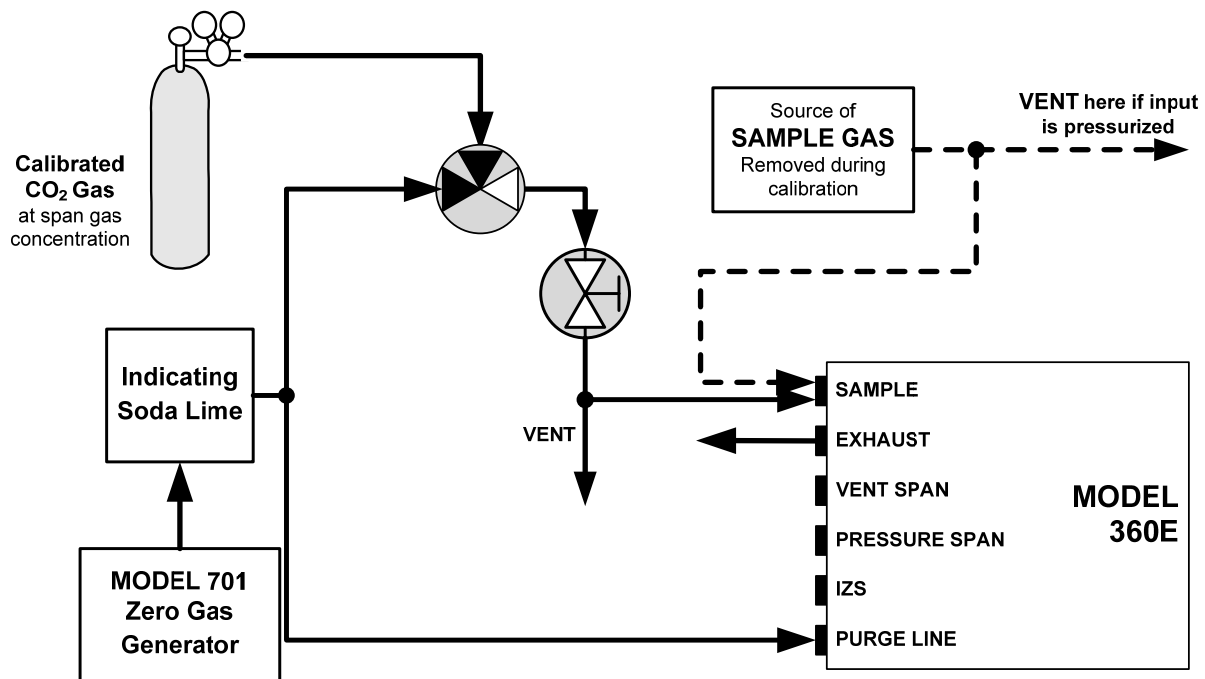 Calibrated
CO₂ Gas
at span gas
concentration
Source of
SAMPLE GAS
Removed during
calibration
VENT here if input
is pressurized
Indicating
Soda Lime
MODEL 701
Zero Gas
Generator
VENT
SAMPLE
EXHAUST
VENT SPAN
PRESSURE SPAN
IZS
PURGE LINE
MODEL
360E